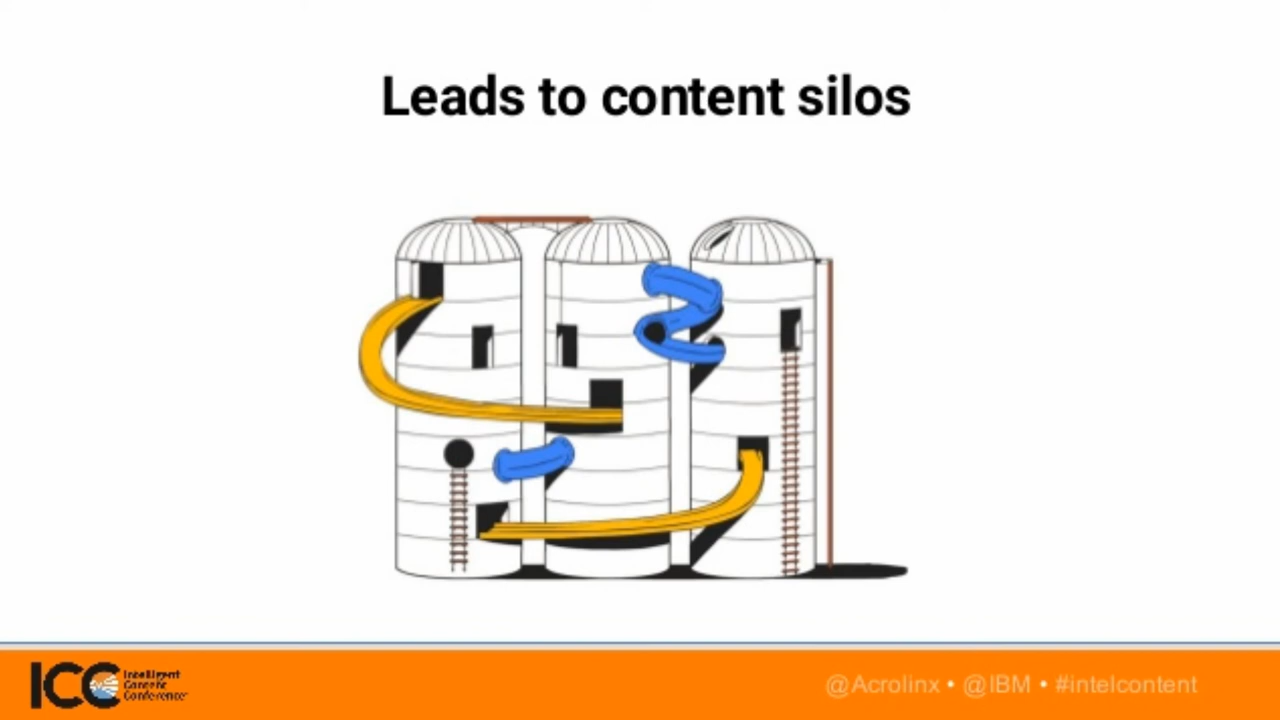 Leads to content silos
ICC
Intelligent
Content
Conference
@Acrolinx • @IBM • #intelcontent